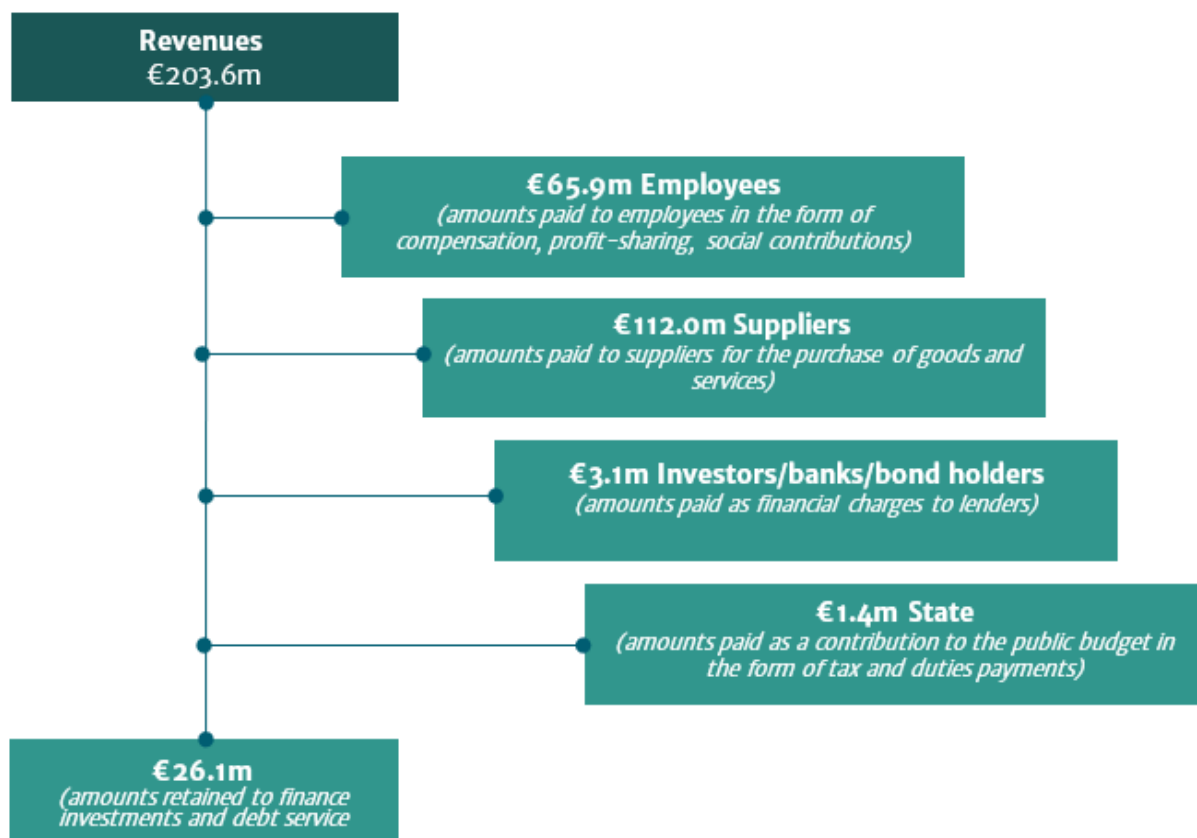 Revenues
€203.6m
€65.9m Employees
(amounts paid to employees in the form of
compensation, profit-sharing, social contributions)
€112.0m Suppliers
(amounts paid to suppliers for the purchase of goods and
services)
€3.1m Investors/banks/bond holders
(amounts paid as financial charges to lenders)
€1.4m State
(amounts paid as a contribution to the public budget in
the form of tax and duties payments)
€26.1m
(amounts retained to finance
investments and debt service